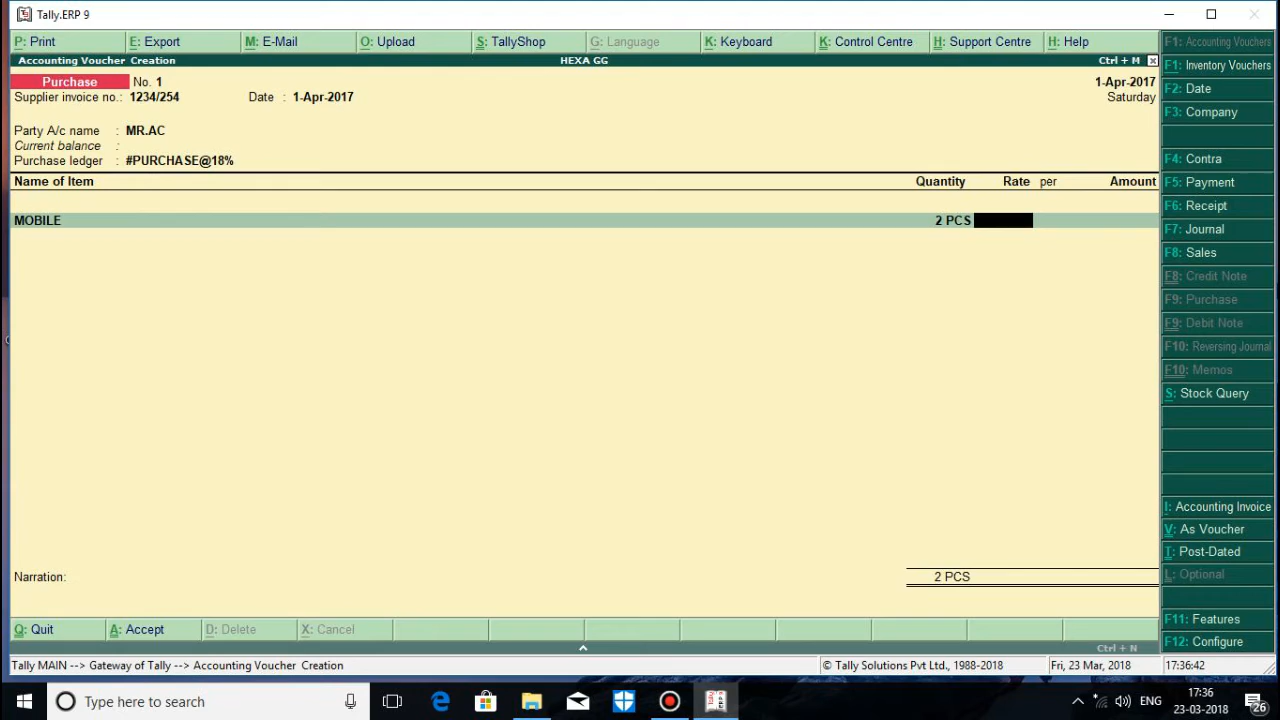 Tally.ERP 9
P: Print E: Export M: E-Mail O: Upload S: TallyShop G: Language K: Keyboard K: Control Centre H: Support Centre H: Help
Accounting Voucher Creation HEXA GG Ctrl + M
Purchase No. 1 1-Apr-2017
Supplier invoice no.: 1234/254 Date : 1-Apr-2017 Saturday
Party A/c name : MR.AC
Current balance :
Purchase ledger : #PURCHASE@18%
Name of Item Quantity Rate per Amount
MOBILE 2 PCS
Narration: 2 PCS
Q: Quit A: Accept D: Delete X: Cancel
Ctrl + N
F1: Accounting Vouchers
F1: Inventory Vouchers
F2: Date
F3: Company
F4: Contra
F5: Payment
F6: Receipt
F7: Journal
F8: Sales
F8: Credit Note
F9: Purchase
F9: Debit Note
F10: Reversing Journal
F10: Memos
S: Stock Query
I: Accounting Invoice
V: As Voucher
T: Post-Dated
L: Optional
F11: Features
F12: Configure
Tally MAIN --> Gateway of Tally --> Accounting Voucher Creation © Tally Solutions Pvt Ltd., 1988-2018 Fri, 23 Mar, 2018 17:36:42
Type here to search ENG 17:36
23-03-2018 26